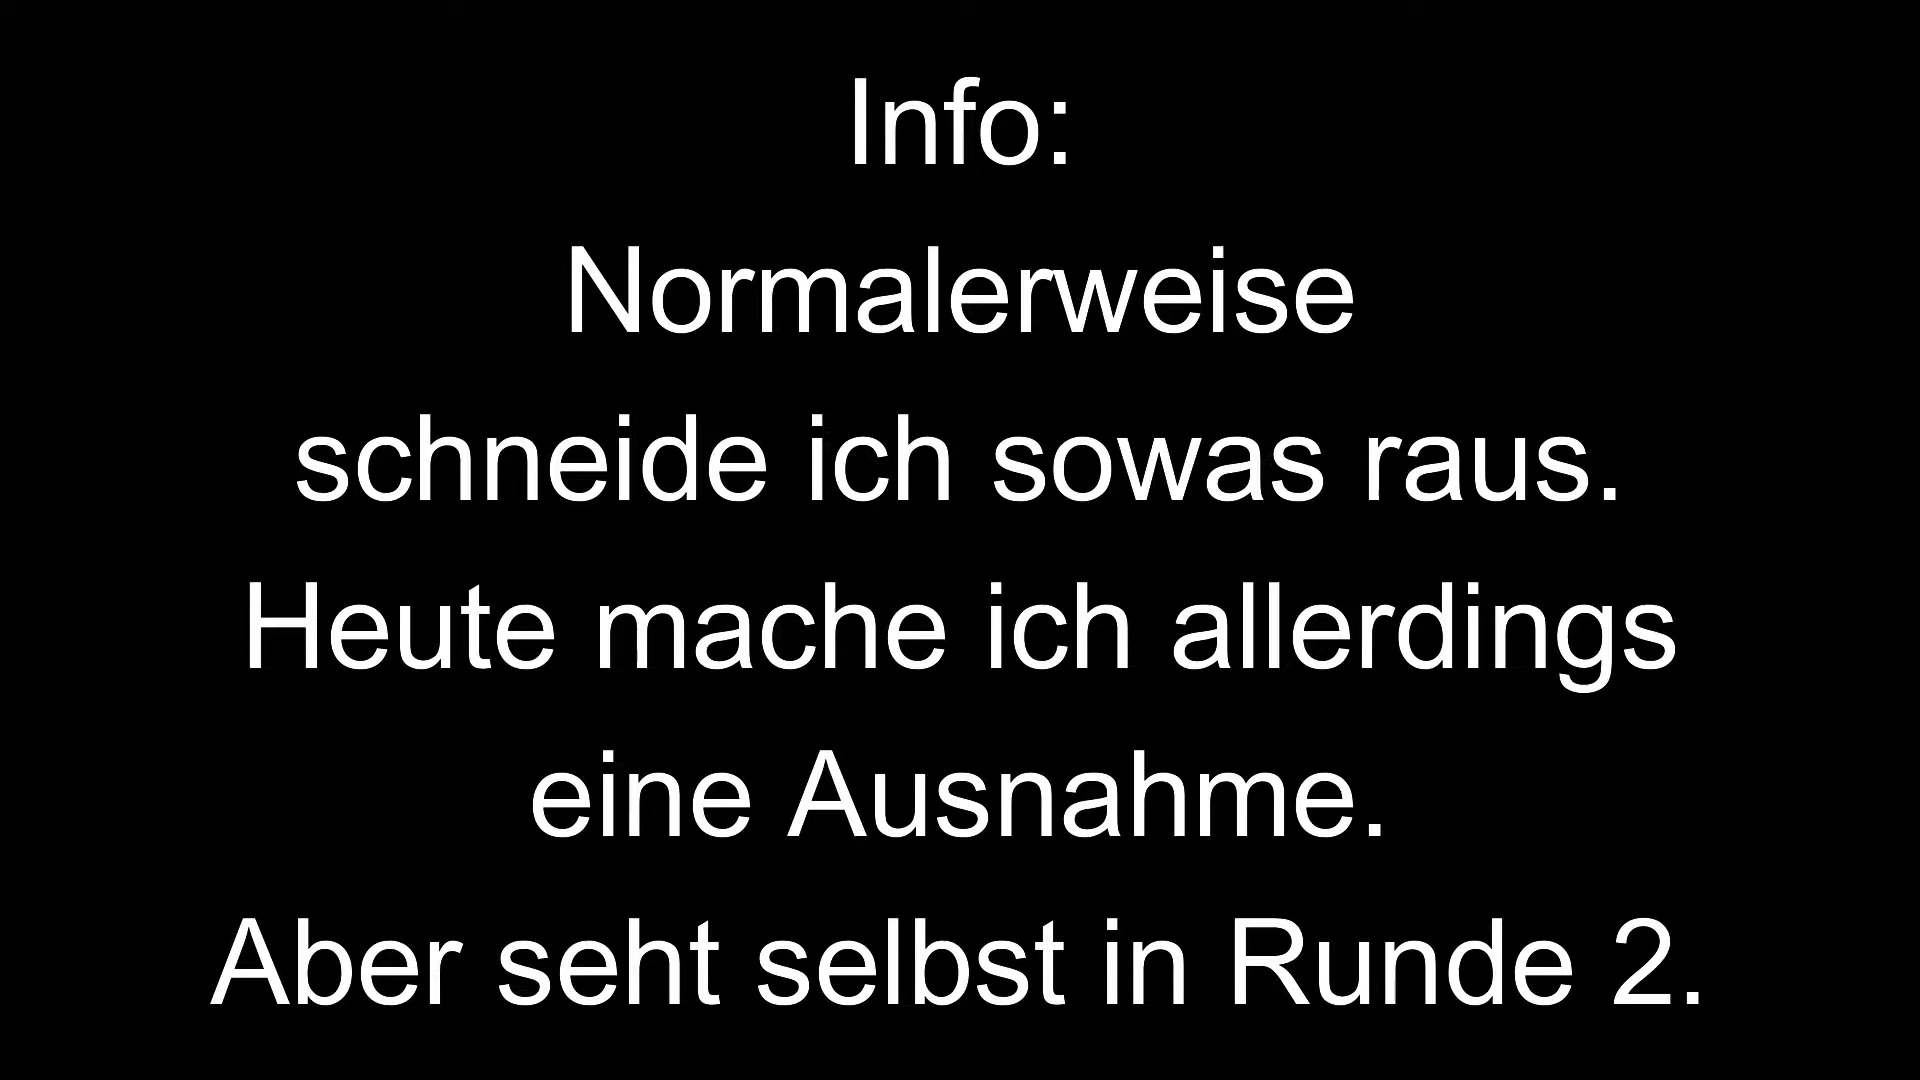 Info:
Normalerweise
schneide ich sowas raus.
Heute mache ich allerdings
eine Ausnahme.
Aber seht selbst in Runde 2.